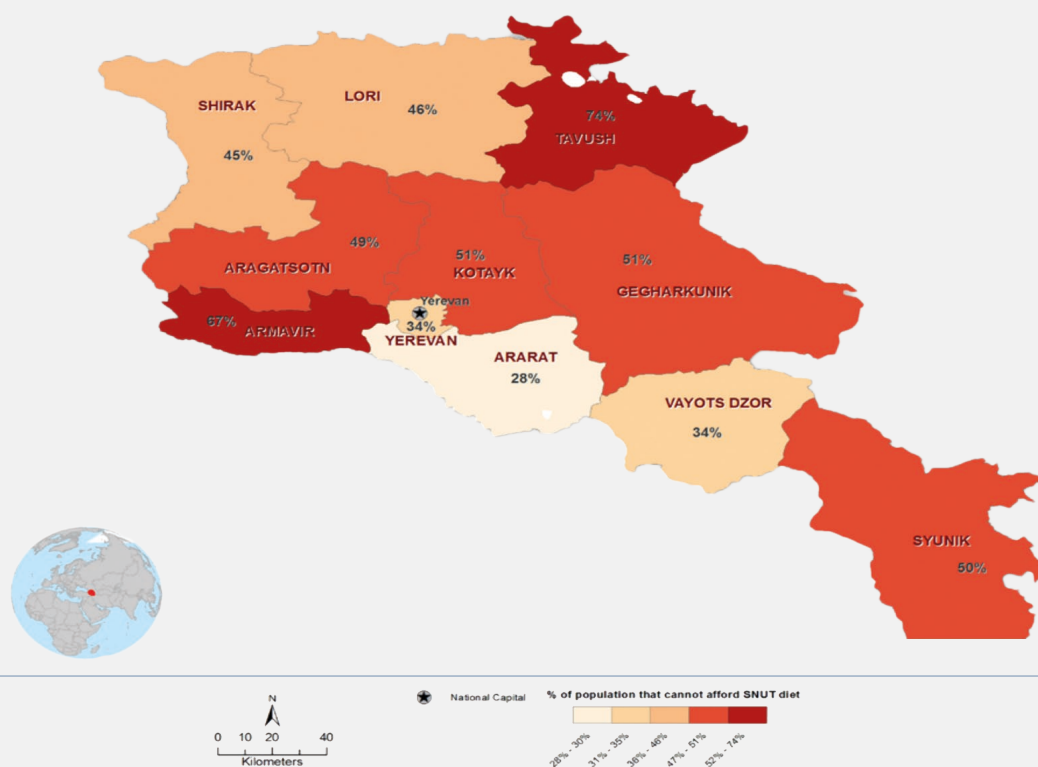 SHIRAK
45%
LORI
46%
74%
TAVUSH
49%
ARAGATSOTN
51%
KOTAYK
51%
GEGHARKUNIK
67%
ARMAVIR
Yerevan
34%
YEREVAN
ARARAT
28%
VAYOTS DZOR
34%
SYUNIK
50%
N
0 10 20 40
Kilometers
National Capital
% of population that cannot afford SNUT diet
28% - 30%
31% - 35%
36% - 46%
47% - 51%
52% - 74%